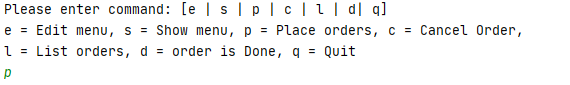 Please enter command: [e | s | p | c | l | d| q]
e = Edit menu, s = Show menu, p = Place orders, c = Cancel Order,
l = List orders, d = order is Done, q = Quit
p